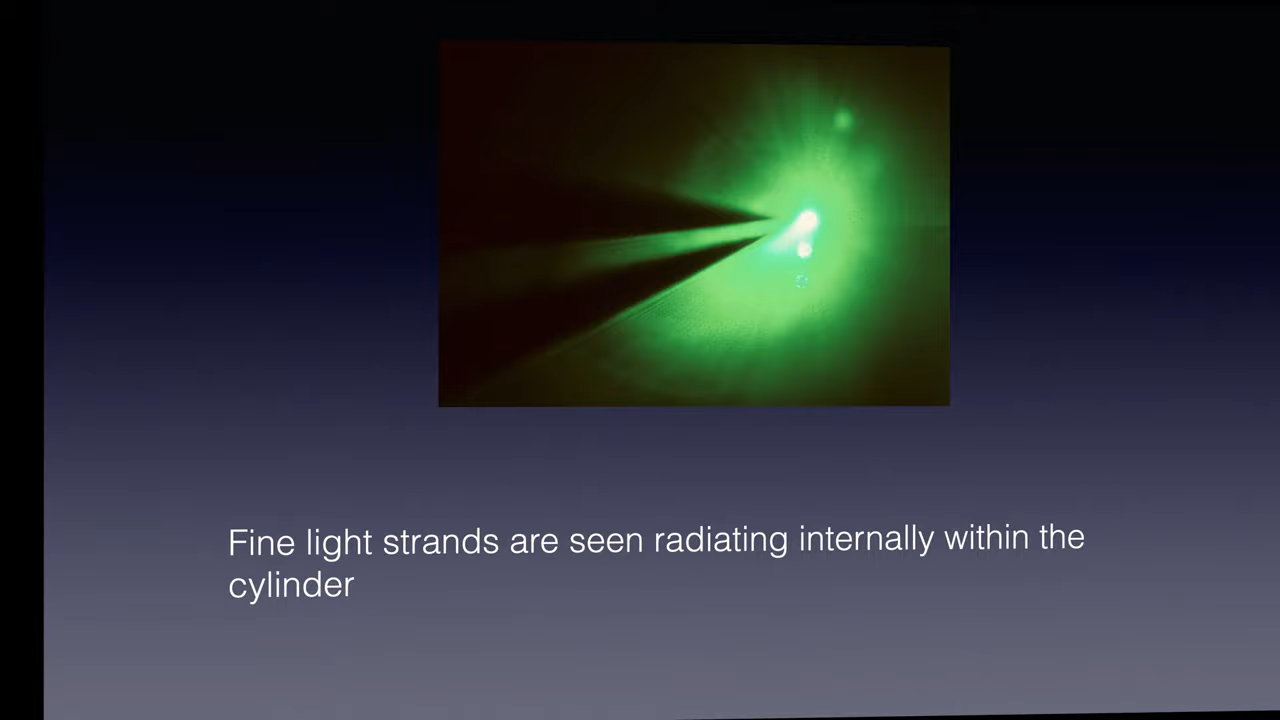 Fine light strands are seen radiating internally within the
cylinder